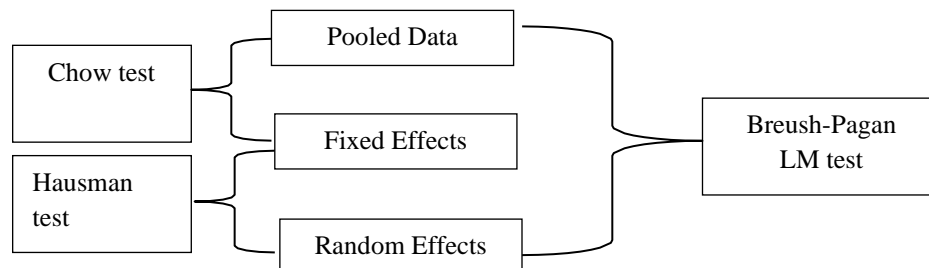 Pooled Data
Chow test
Fixed Effects
Breush-Pagan
LM test
Hausman
test
Random Effects